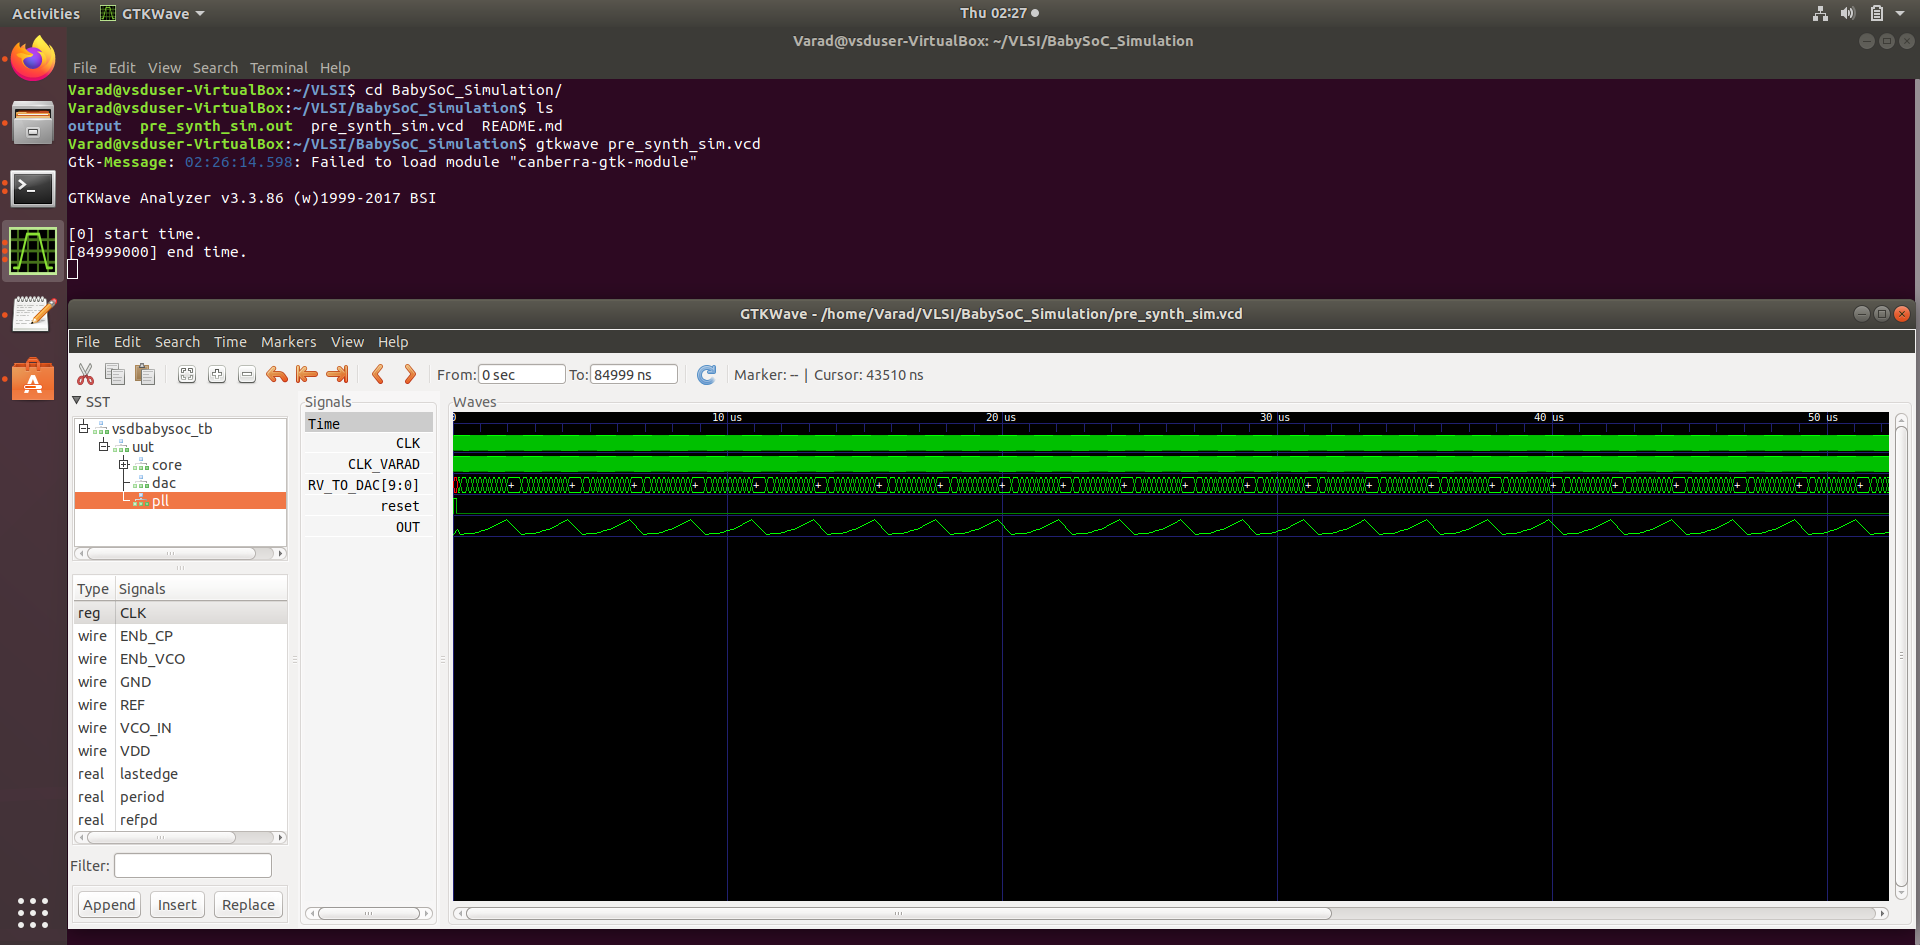 Activities GTKWave Thu 02:27
Varad@vsduser-VirtualBox: ~/VLSI/BabySoC_Simulation
File Edit View Search Terminal Help
Varad@vsduser-VirtualBox:~/VLSI$ cd BabySoC_Simulation/
Varad@vsduser-VirtualBox:~/VLSI/BabySoC_Simulation$ ls
output pre_synth_sim.out pre_synth_sim.vcd README.md
Varad@vsduser-VirtualBox:~/VLSI/BabySoC_Simulation$ gtkwave pre_synth_sim.vcd
Gtk-Message: 02:26:14.598: Failed to load module "canberra-gtk-module"
GTKWave Analyzer v3.3.86 (w)1999-2017 BSI
[0] start time.
[84999000] end time.
GTKWave - /home/Varad/VLSI/BabySoC_Simulation/pre_synth_sim.vcd
File Edit Search Time Markers View Help
From: 0 sec To: 84999 ns Marker: -- | Cursor: 43510 ns
SST
vsdbabysoc_tb
uut
core
dac
pll
Type Signals
reg CLK
wire ENb_CP
wire ENb_VCO
wire GND
wire REF
wire VCO_IN
wire VDD
real lastedge
real period
real refpd
Filter:
Append Insert Replace
Signals
Time
CLK
CLK_VARAD
RV_TO_DAC[9:0]
reset
OUT
Waves
0 10 us 20 us 30 us 40 us 50 us